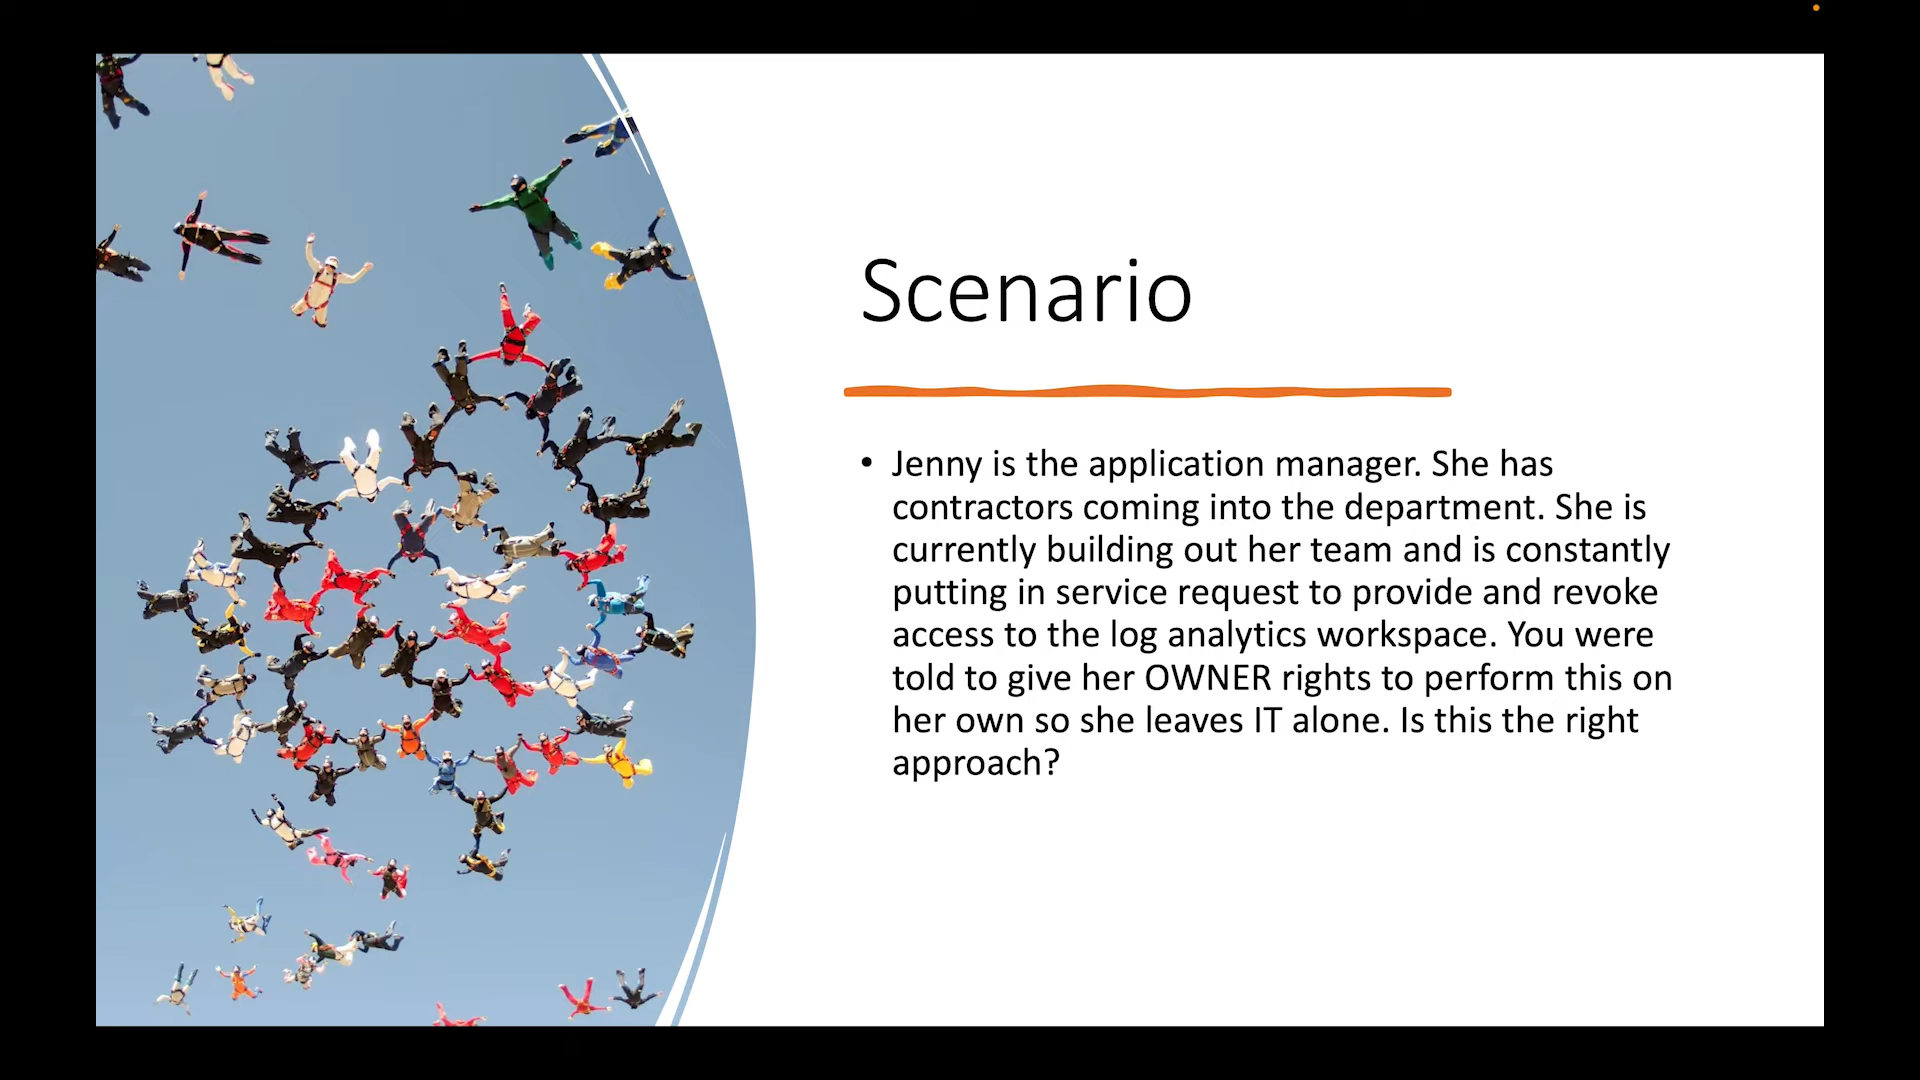 Scenario
• Jenny is the application manager. She has
contractors coming into the department. She is
currently building out her team and is constantly
putting in service request to provide and revoke
access to the log analytics workspace. You were
told to give her OWNER rights to perform this on
her own so she leaves IT alone. Is this the right
approach?